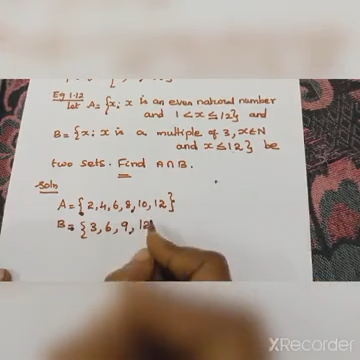 Eg 1.12
Let A = {x; x is an even natural number
and 1 < x ≤ 12} and
B = {x; x is a multiple of 3, x∈N
and x ≤ 12} be
two sets. Find A∩B.
Soln
A = {2, 4, 6, 8, 10, 12}
B = {3, 6, 9, 12
XRecorder